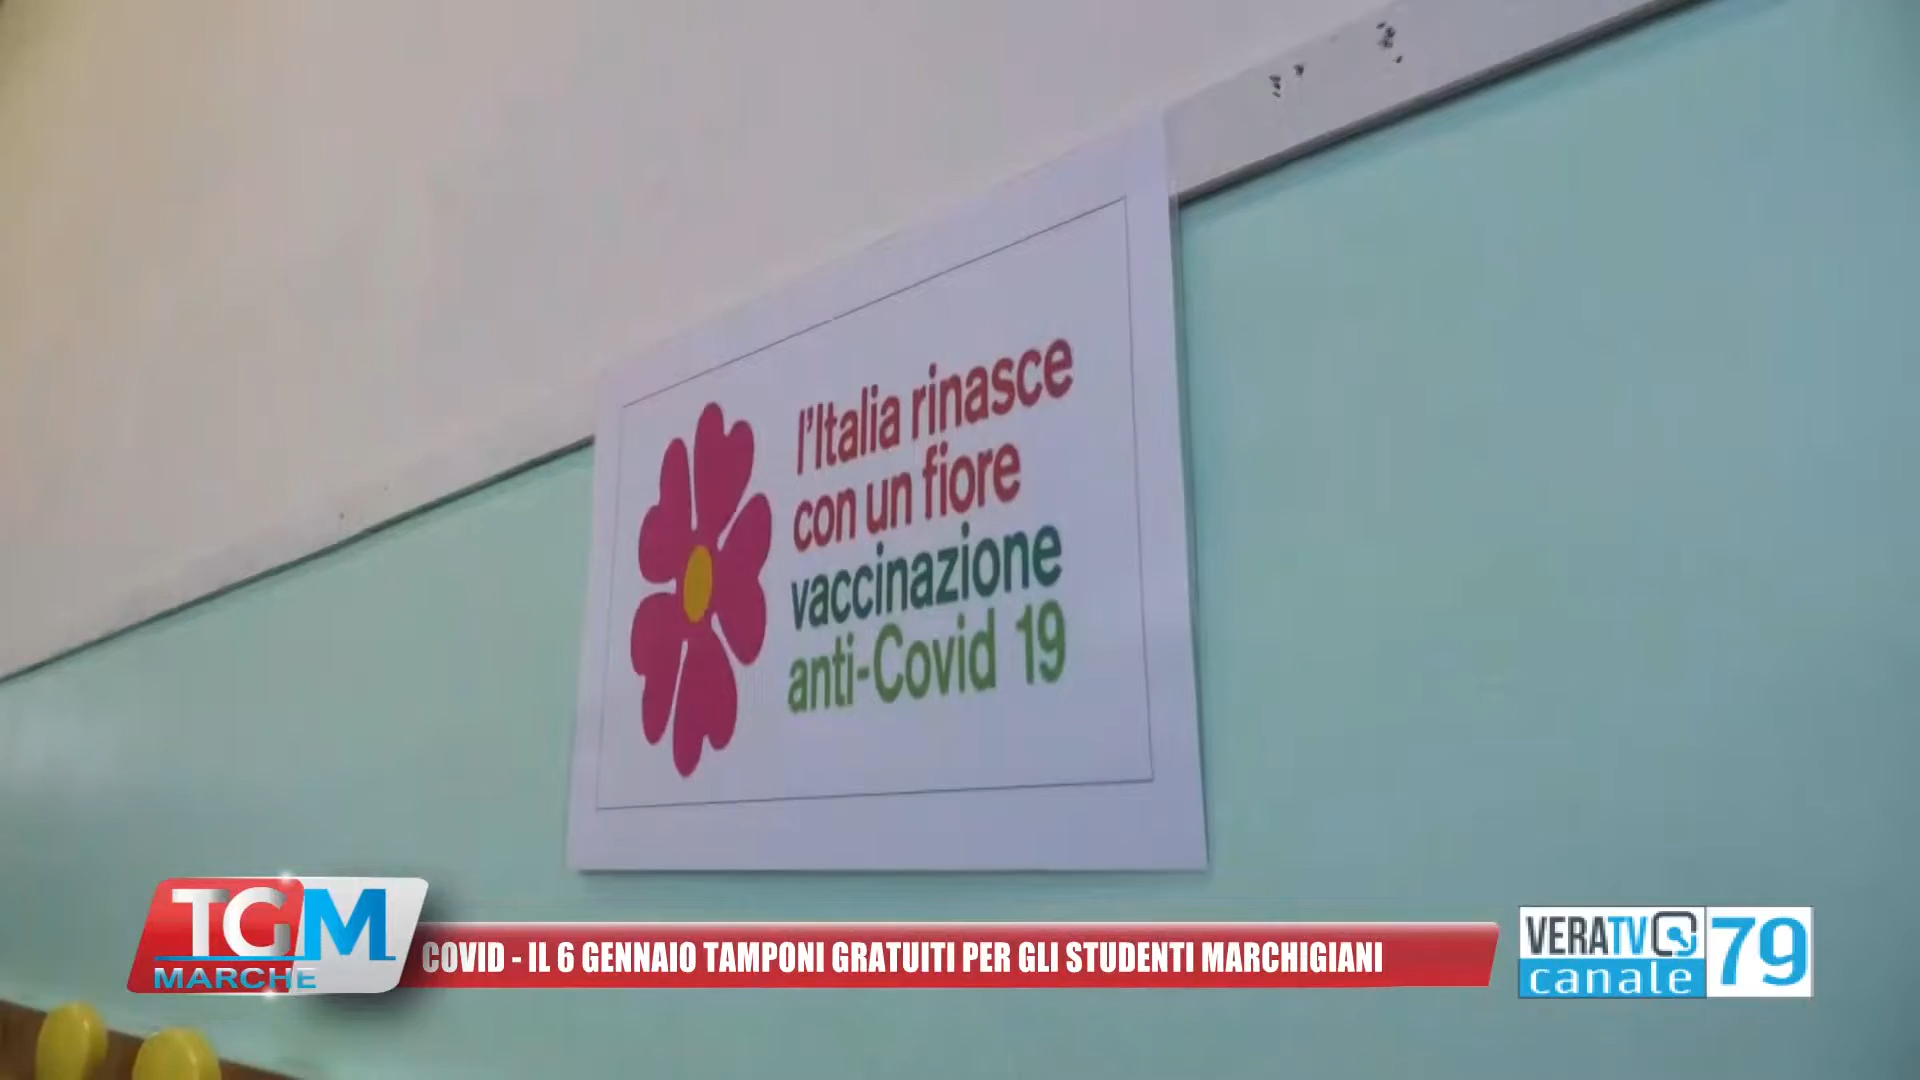 l'Italia rinasce
con un fiore
vaccinazione
anti-Covid 19
TGM
MARCHE
COVID - IL 6 GENNAIO TAMPONI GRATUITI PER GLI STUDENTI MARCHIGIANI
VERATV
canale
79